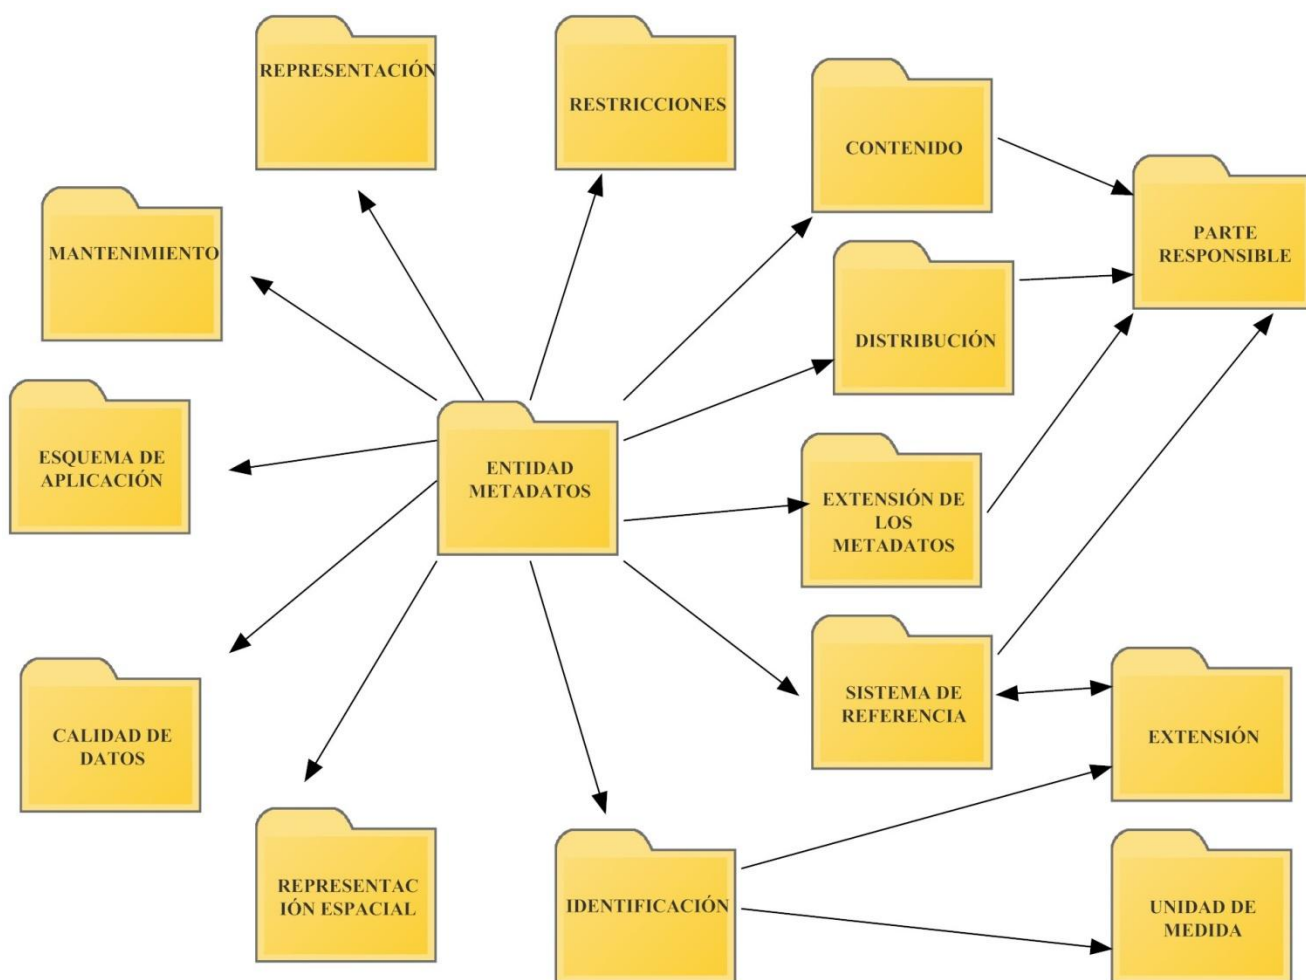 REPRESENTACIÓN
RESTRICCIONES
CONTENIDO
PARTE
RESPONSIBLE
MANTENIMIENTO
DISTRIBUCIÓN
ESQUEMA DE
APLICACIÓN
ENTIDAD
METADATOS
EXTENSIÓN DE
LOS
METADATOS
SISTEMA DE
REFERENCIA
EXTENSIÓN
CALIDAD DE
DATOS
REPRESENTAC
IÓN ESPACIAL
IDENTIFICACIÓN
UNIDAD DE
MEDIDA